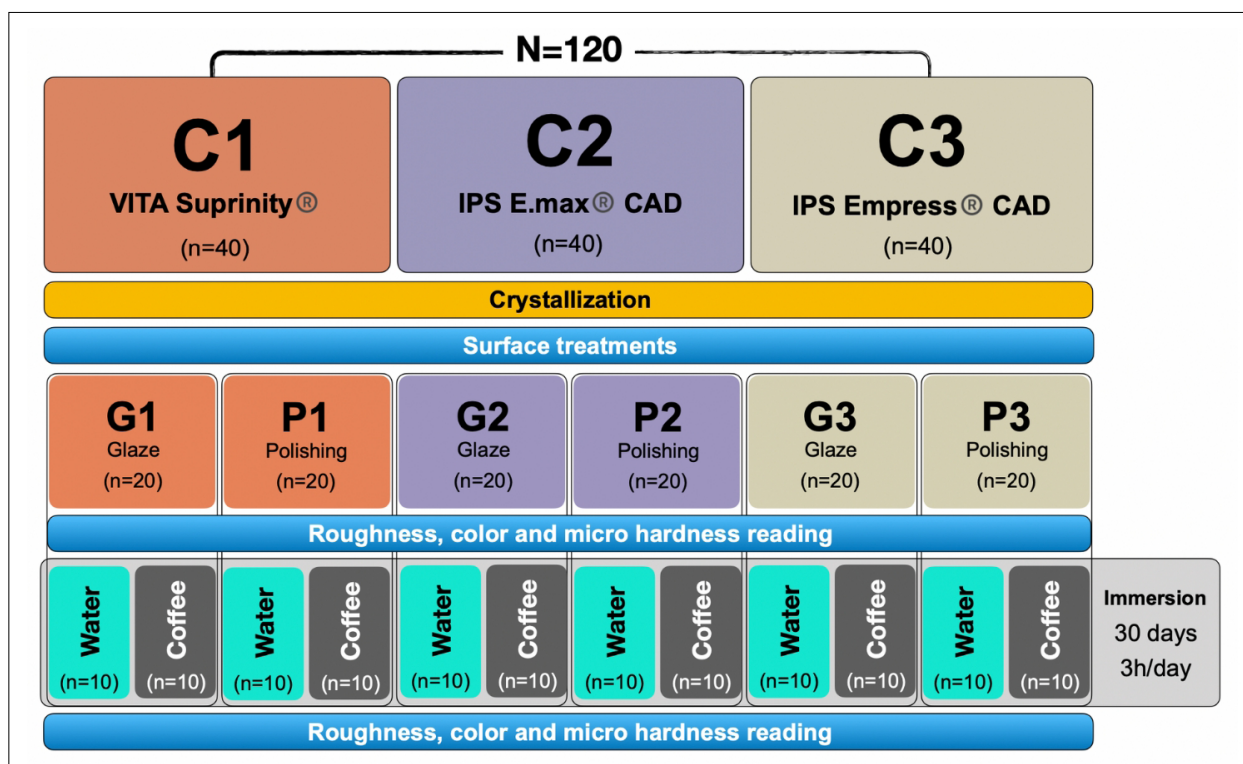 N=120
C1
VITA Suprinity®
(n=40)
C2
IPS E.max® CAD
(n=40)
C3
IPS Empress® CAD
(n=40)
Crystallization
Surface treatments
G1
Glaze
(n=20)
P1
Polishing
(n=20)
G2
Glaze
(n=20)
P2
Polishing
(n=20)
G3
Glaze
(n=20)
P3
Polishing
(n=20)
Roughness, color and micro hardness reading
Water
(n=10)
Coffee
(n=10)
Water
(n=10)
Coffee
(n=10)
Water
(n=10)
Coffee
(n=10)
Water
(n=10)
Coffee
(n=10)
Water
(n=10)
Coffee
(n=10)
Water
(n=10)
Coffee
(n=10)
Immersion
30 days
3h/day
Roughness, color and micro hardness reading